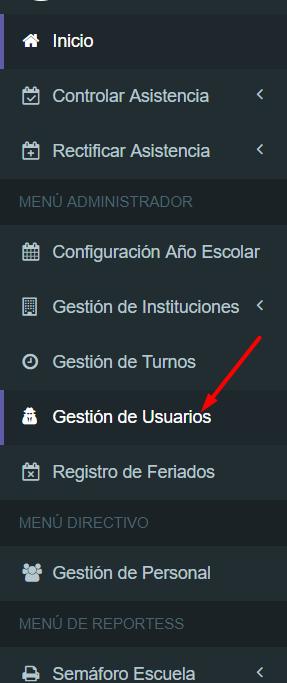 Inicio
Controlar Asistencia
Rectificar Asistencia
MENÚ ADMINISTRADOR
Configuración Año Escolar
Gestión de Instituciones
Gestión de Turnos
Gestión de Usuarios
Registro de Feriados
MENÚ DIRECTIVO
Gestión de Personal
MENÚ DE REPORTESS
Semáforo Escuela